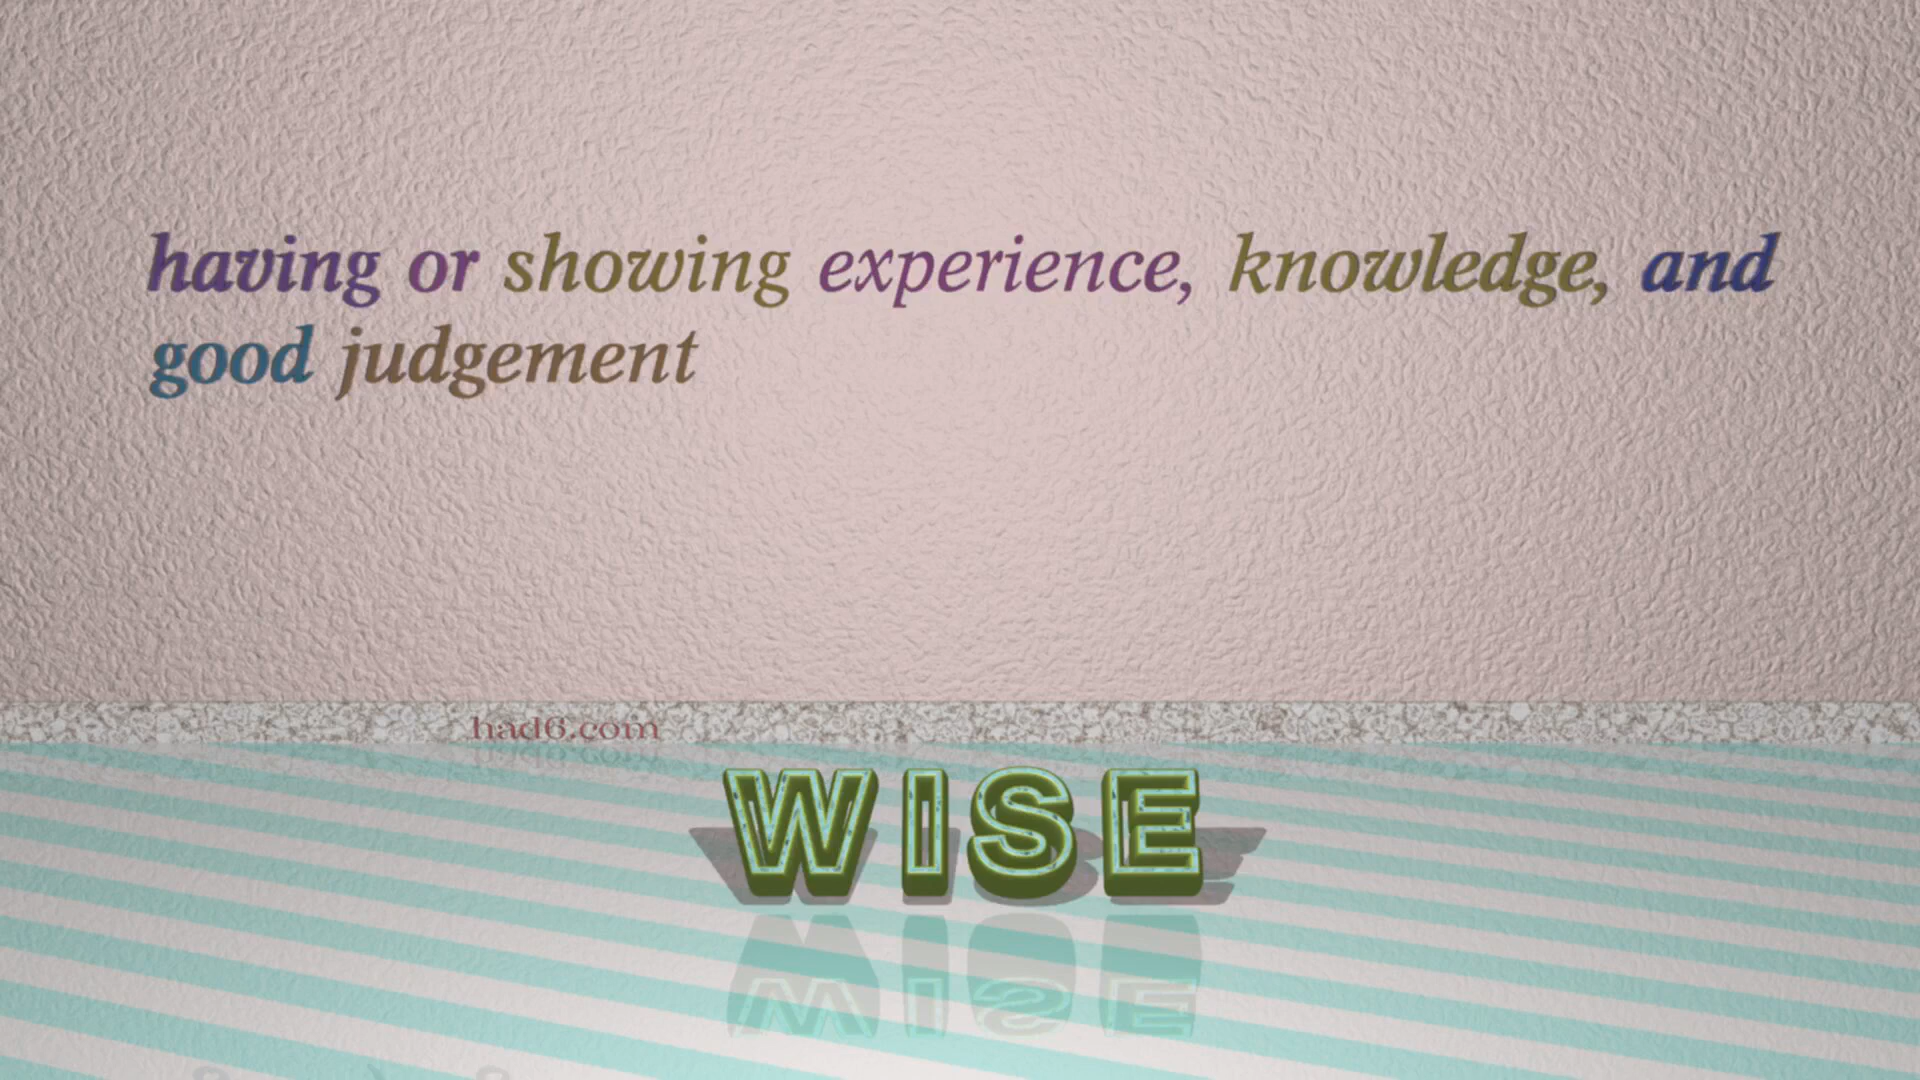 having or showing experience, knowledge, and
good judgement
had6.com
WISE